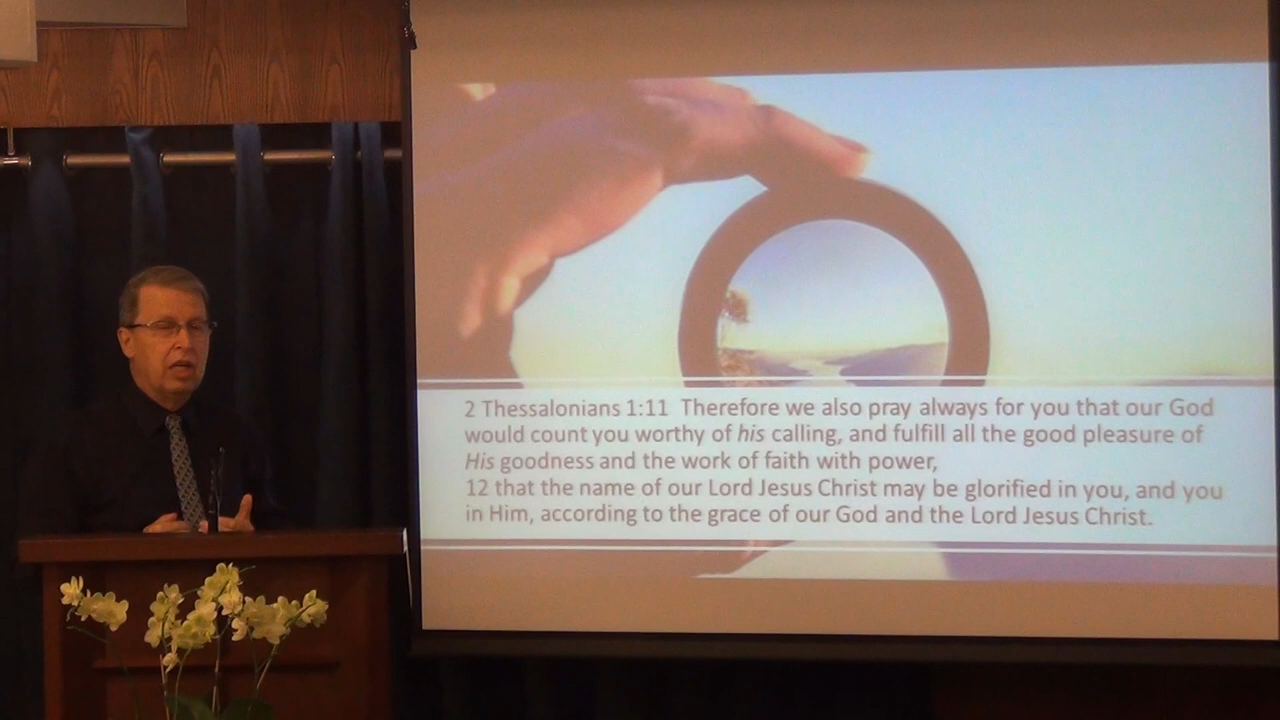 2 Thessalonians 1:11  Therefore we also pray always for you that our God
would count you worthy of his calling, and fulfill all the good pleasure of
His goodness and the work of faith with power,
12 that the name of our Lord Jesus Christ may be glorified in you, and you
in Him, according to the grace of our God and the Lord Jesus Christ.